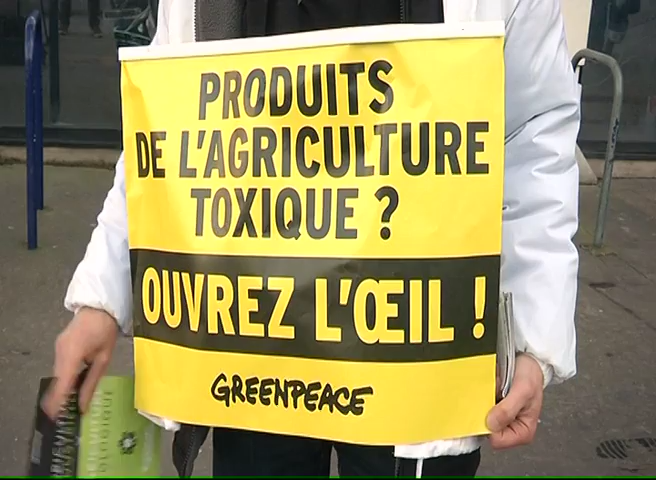 PRODUITS
DE L'AGRICULTURE
TOXIQUE ?
OUVREZ L'ŒIL !
GREENPEACE